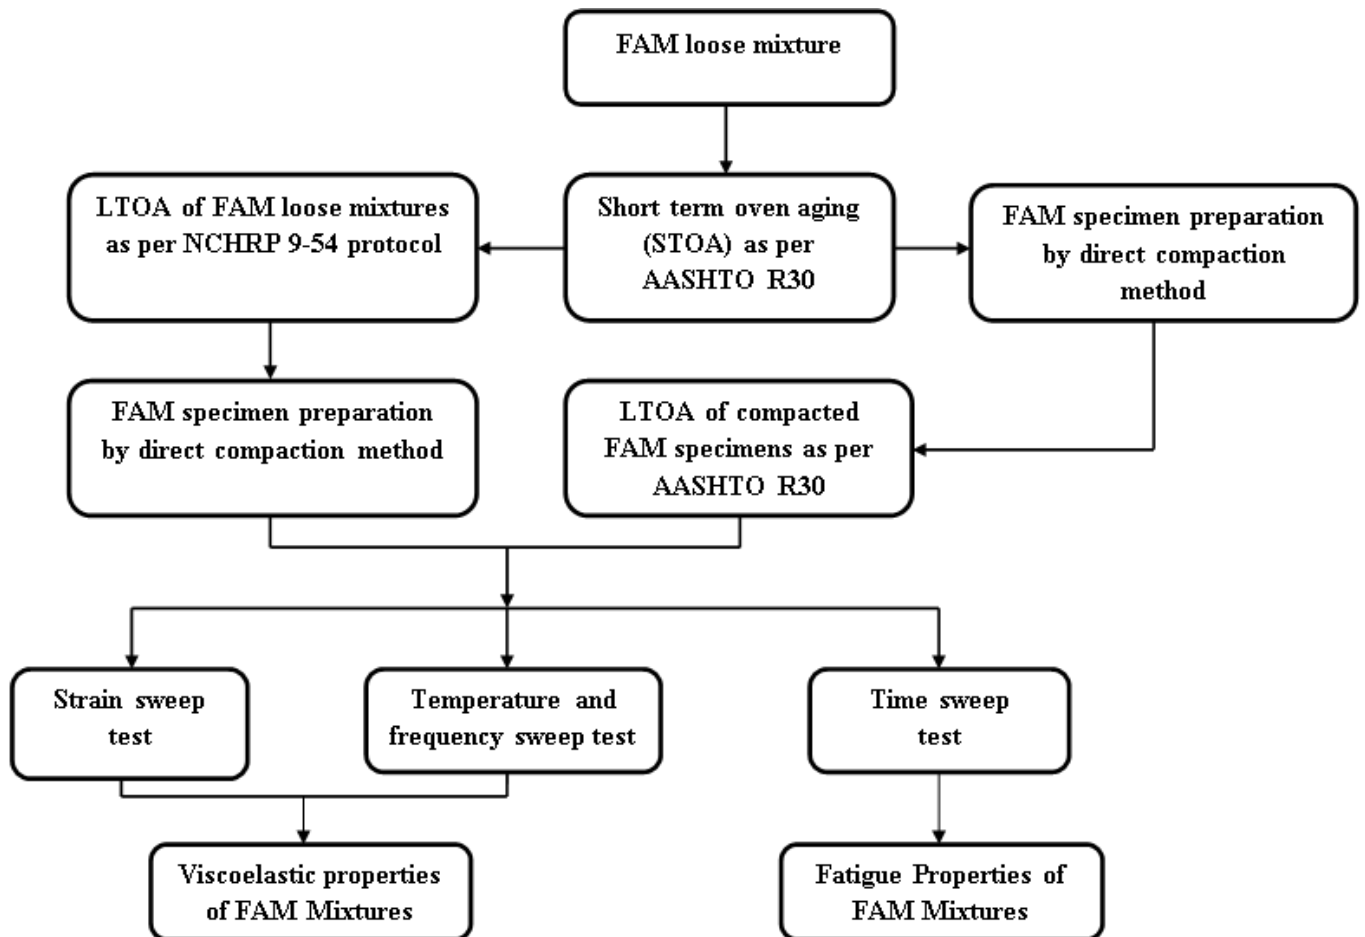 FAM loose mixture
LTOA of FAM loose mixtures
as per NCHRP 9-54 protocol
Short term oven aging
(STOA) as per
AASHTO R30
FAM specimen preparation
by direct compaction
method
FAM specimen preparation
by direct compaction method
LTOA of compacted
FAM specimens as per
AASHTO R30
Strain sweep
test
Temperature and
frequency sweep test
Time sweep
test
Viscoelastic properties
of FAM Mixtures
Fatigue Properties of
FAM Mixtures